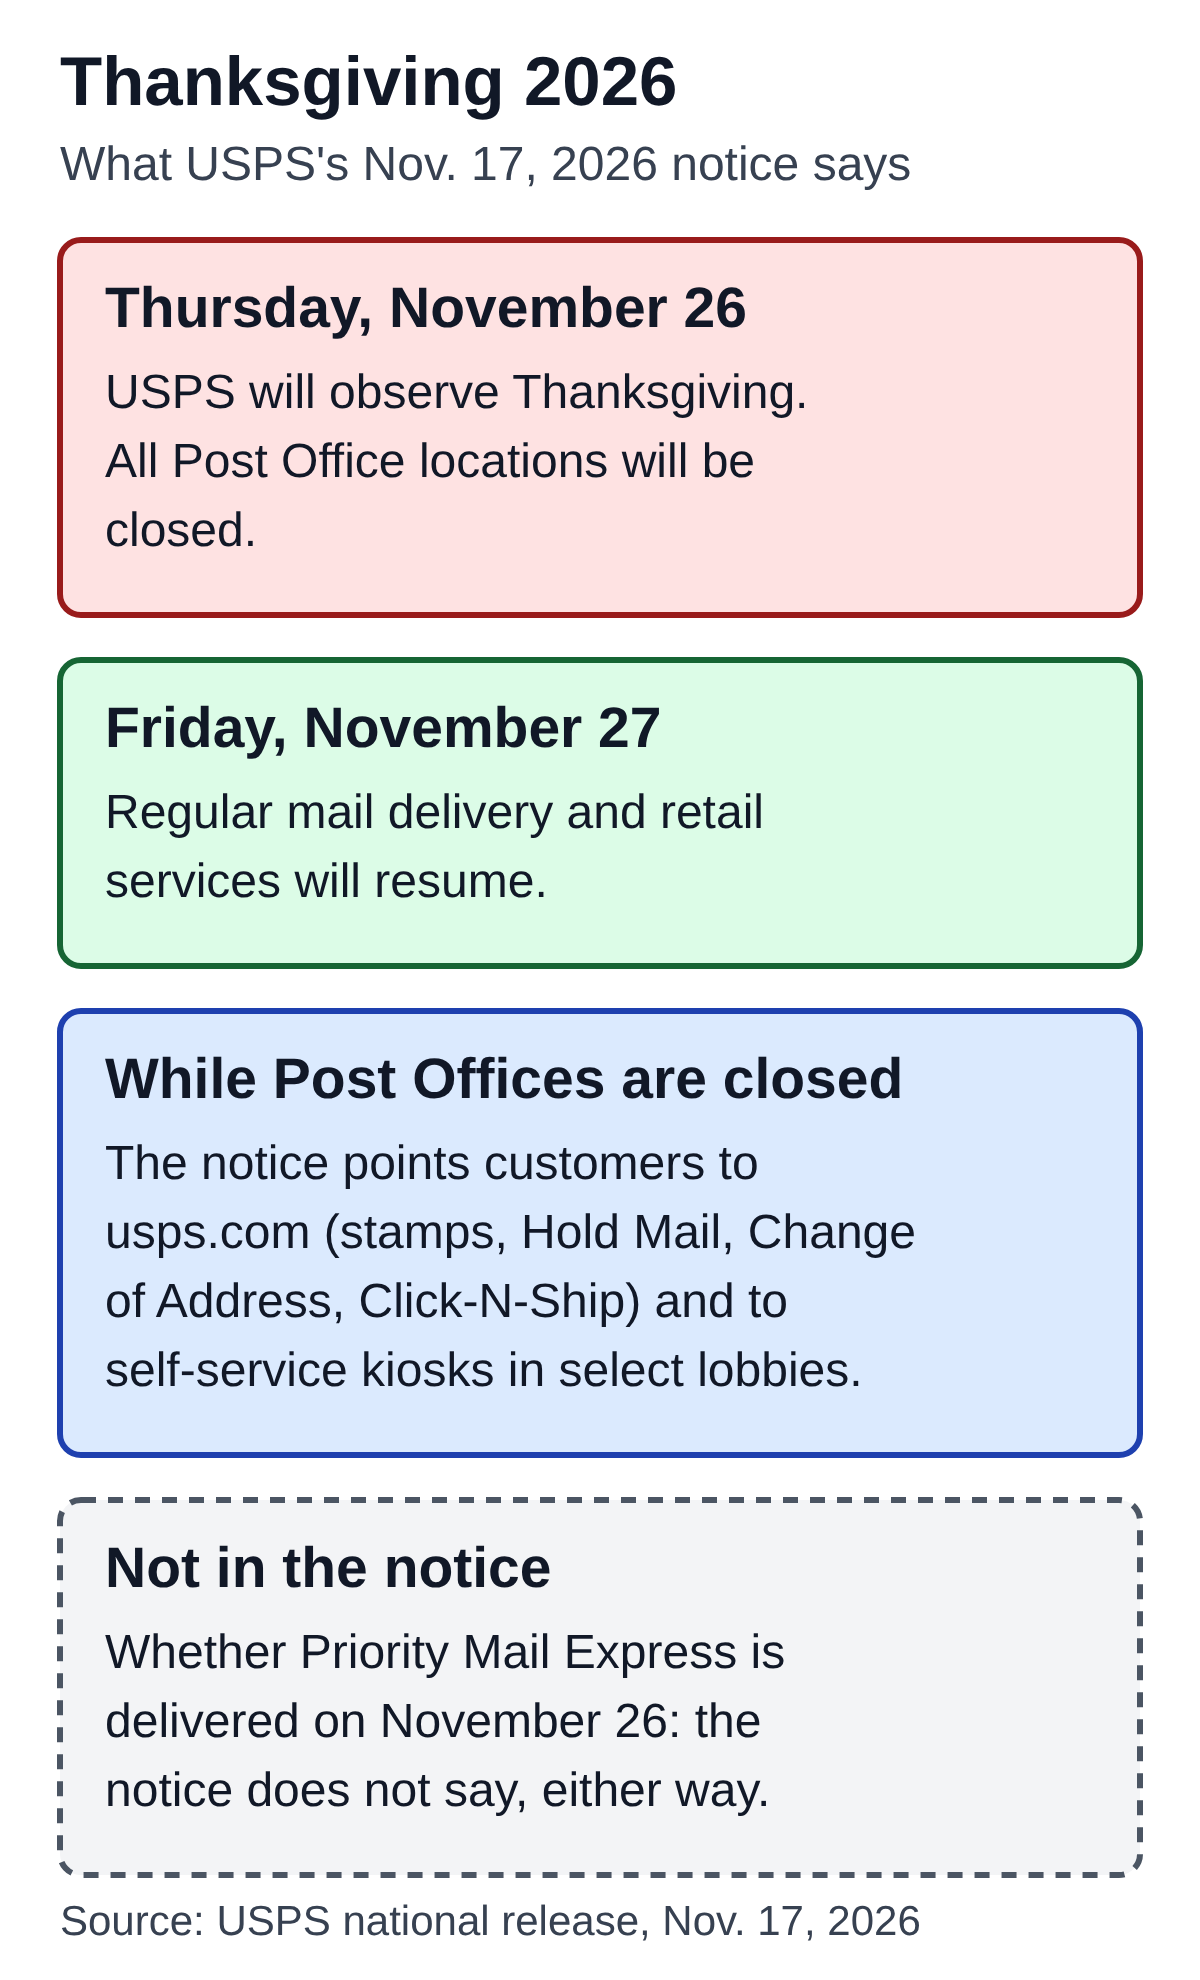 Thanksgiving 2026
What USPS's Nov. 17, 2026 notice says
Thursday, November 26
USPS will observe Thanksgiving.
All Post Office locations will be
closed.
Friday, November 27
Regular mail delivery and retail
services will resume.
While Post Offices are closed
The notice points customers to
usps.com (stamps, Hold Mail, Change
of Address, Click-N-Ship) and to
self-service kiosks in select lobbies.
Not in the notice
Whether Priority Mail Express is
delivered on November 26: the
notice does not say, either way.
Source: USPS national release, Nov. 17, 2026